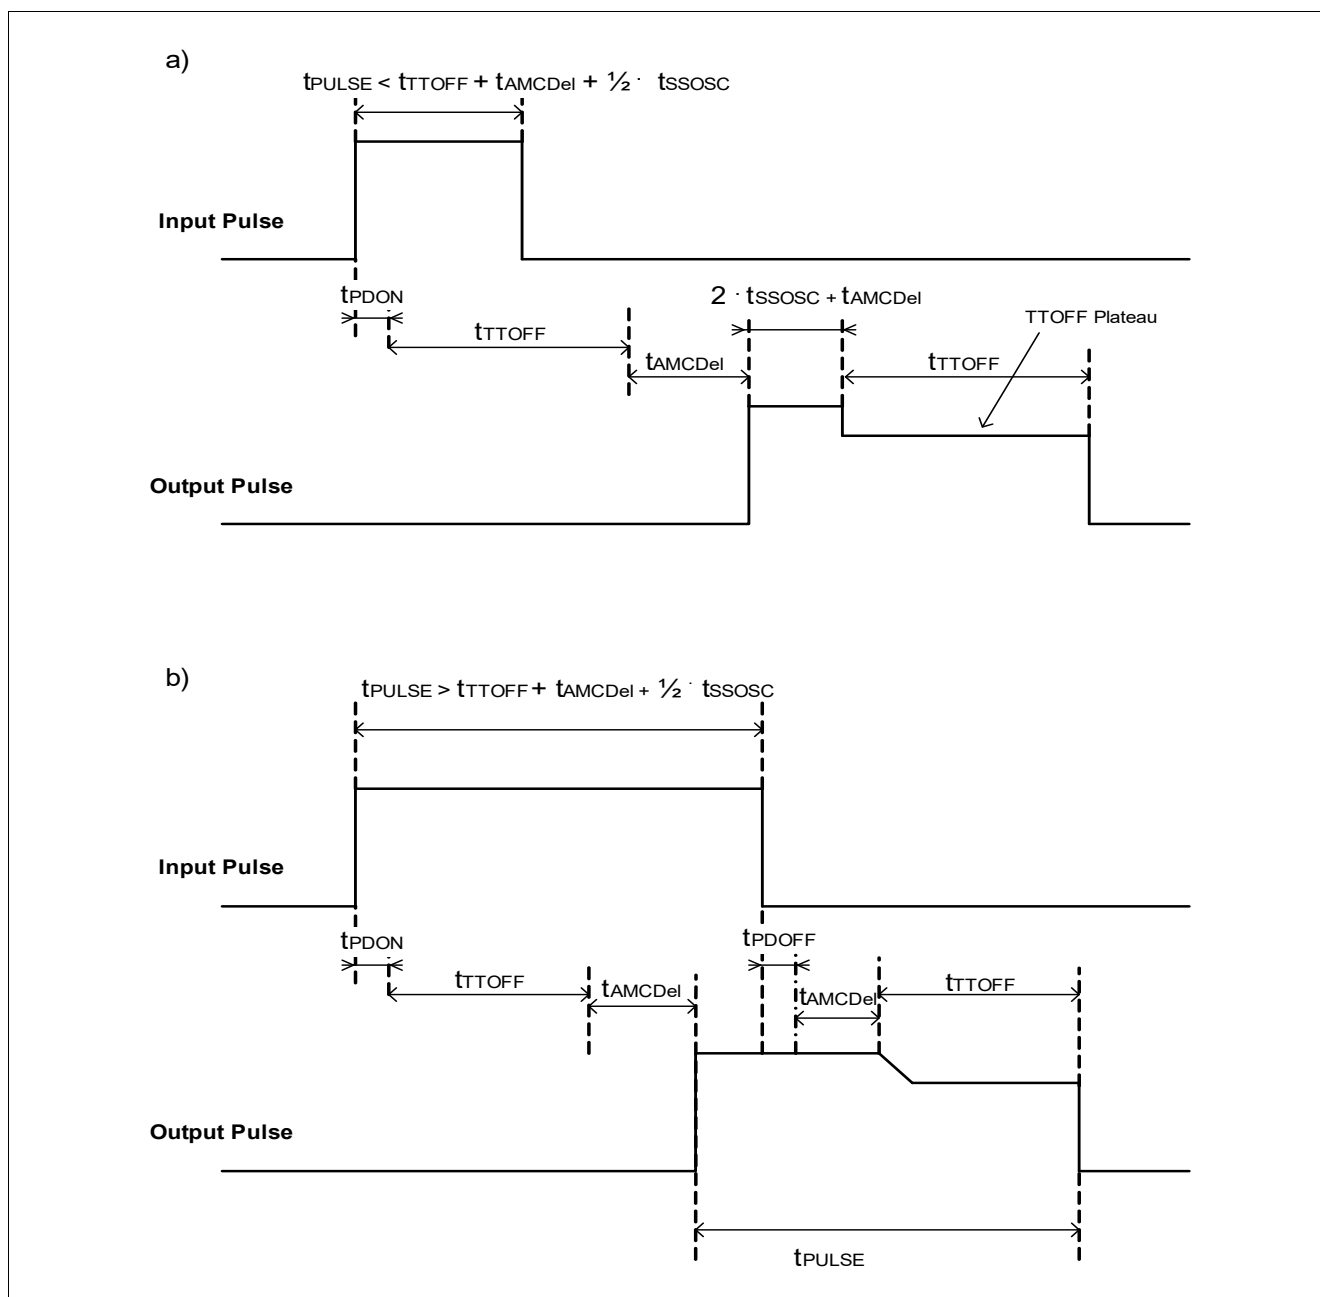 a)
tPULSE < tTTOFF + tAMCDel + ½ · tSSOSC
Input Pulse
tPDON
2 · tSSOSC + tAMCDel
TTOFF Plateau
tTTOFF
tAMCDel
tTTOFF
Output Pulse
b)
tPULSE > tTTOFF + tAMCDel + ½ · tSSOSC
Input Pulse
tPDON
tPDOFF
tTTOFF
tAMCDel
tAMCDel
tTTOFF
Output Pulse
tPULSE